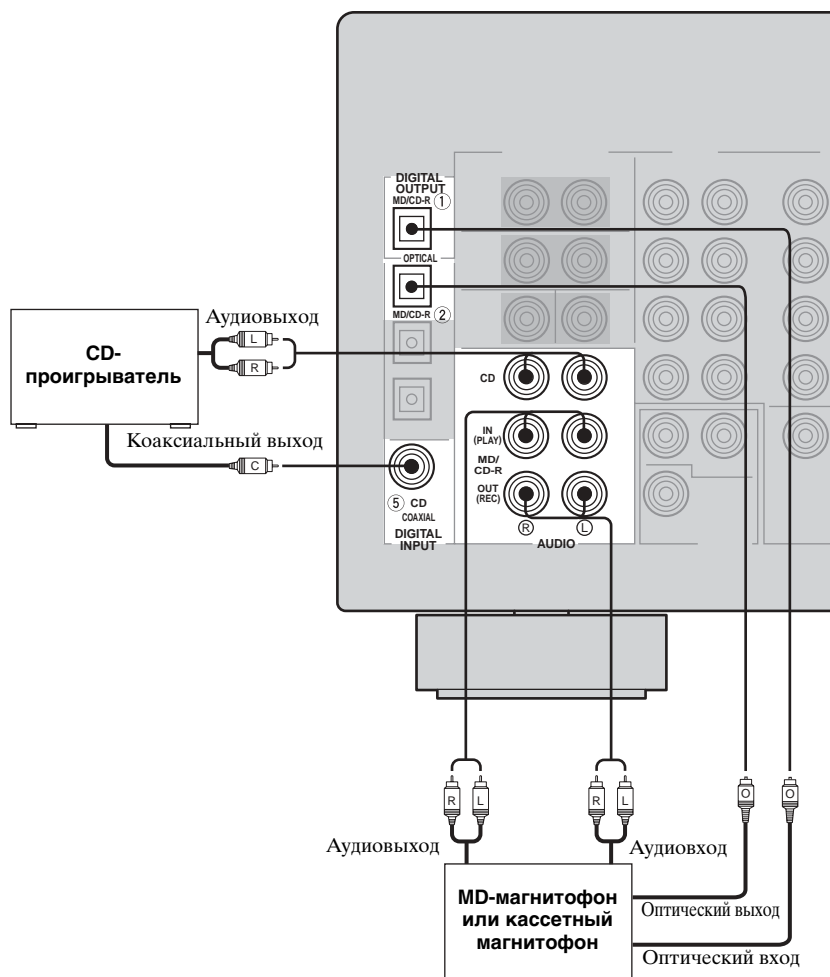 DIGITAL
OUTPUT
MD/CD-R ①
OPTICAL
MD/CD-R ②
Аудиовыход
L
R
CD-
проигрыватель
CD
IN
(PLAY)
MD/
CD-R
OUT
(REC)
Коаксиальный выход
C
⑤ CD
COAXIAL
DIGITAL
INPUT
R L
AUDIO
R L R L O O
Аудиовыход Аудиовход
MD-магнитофон
или кассетный
магнитофон
Оптический выход
Оптический вход